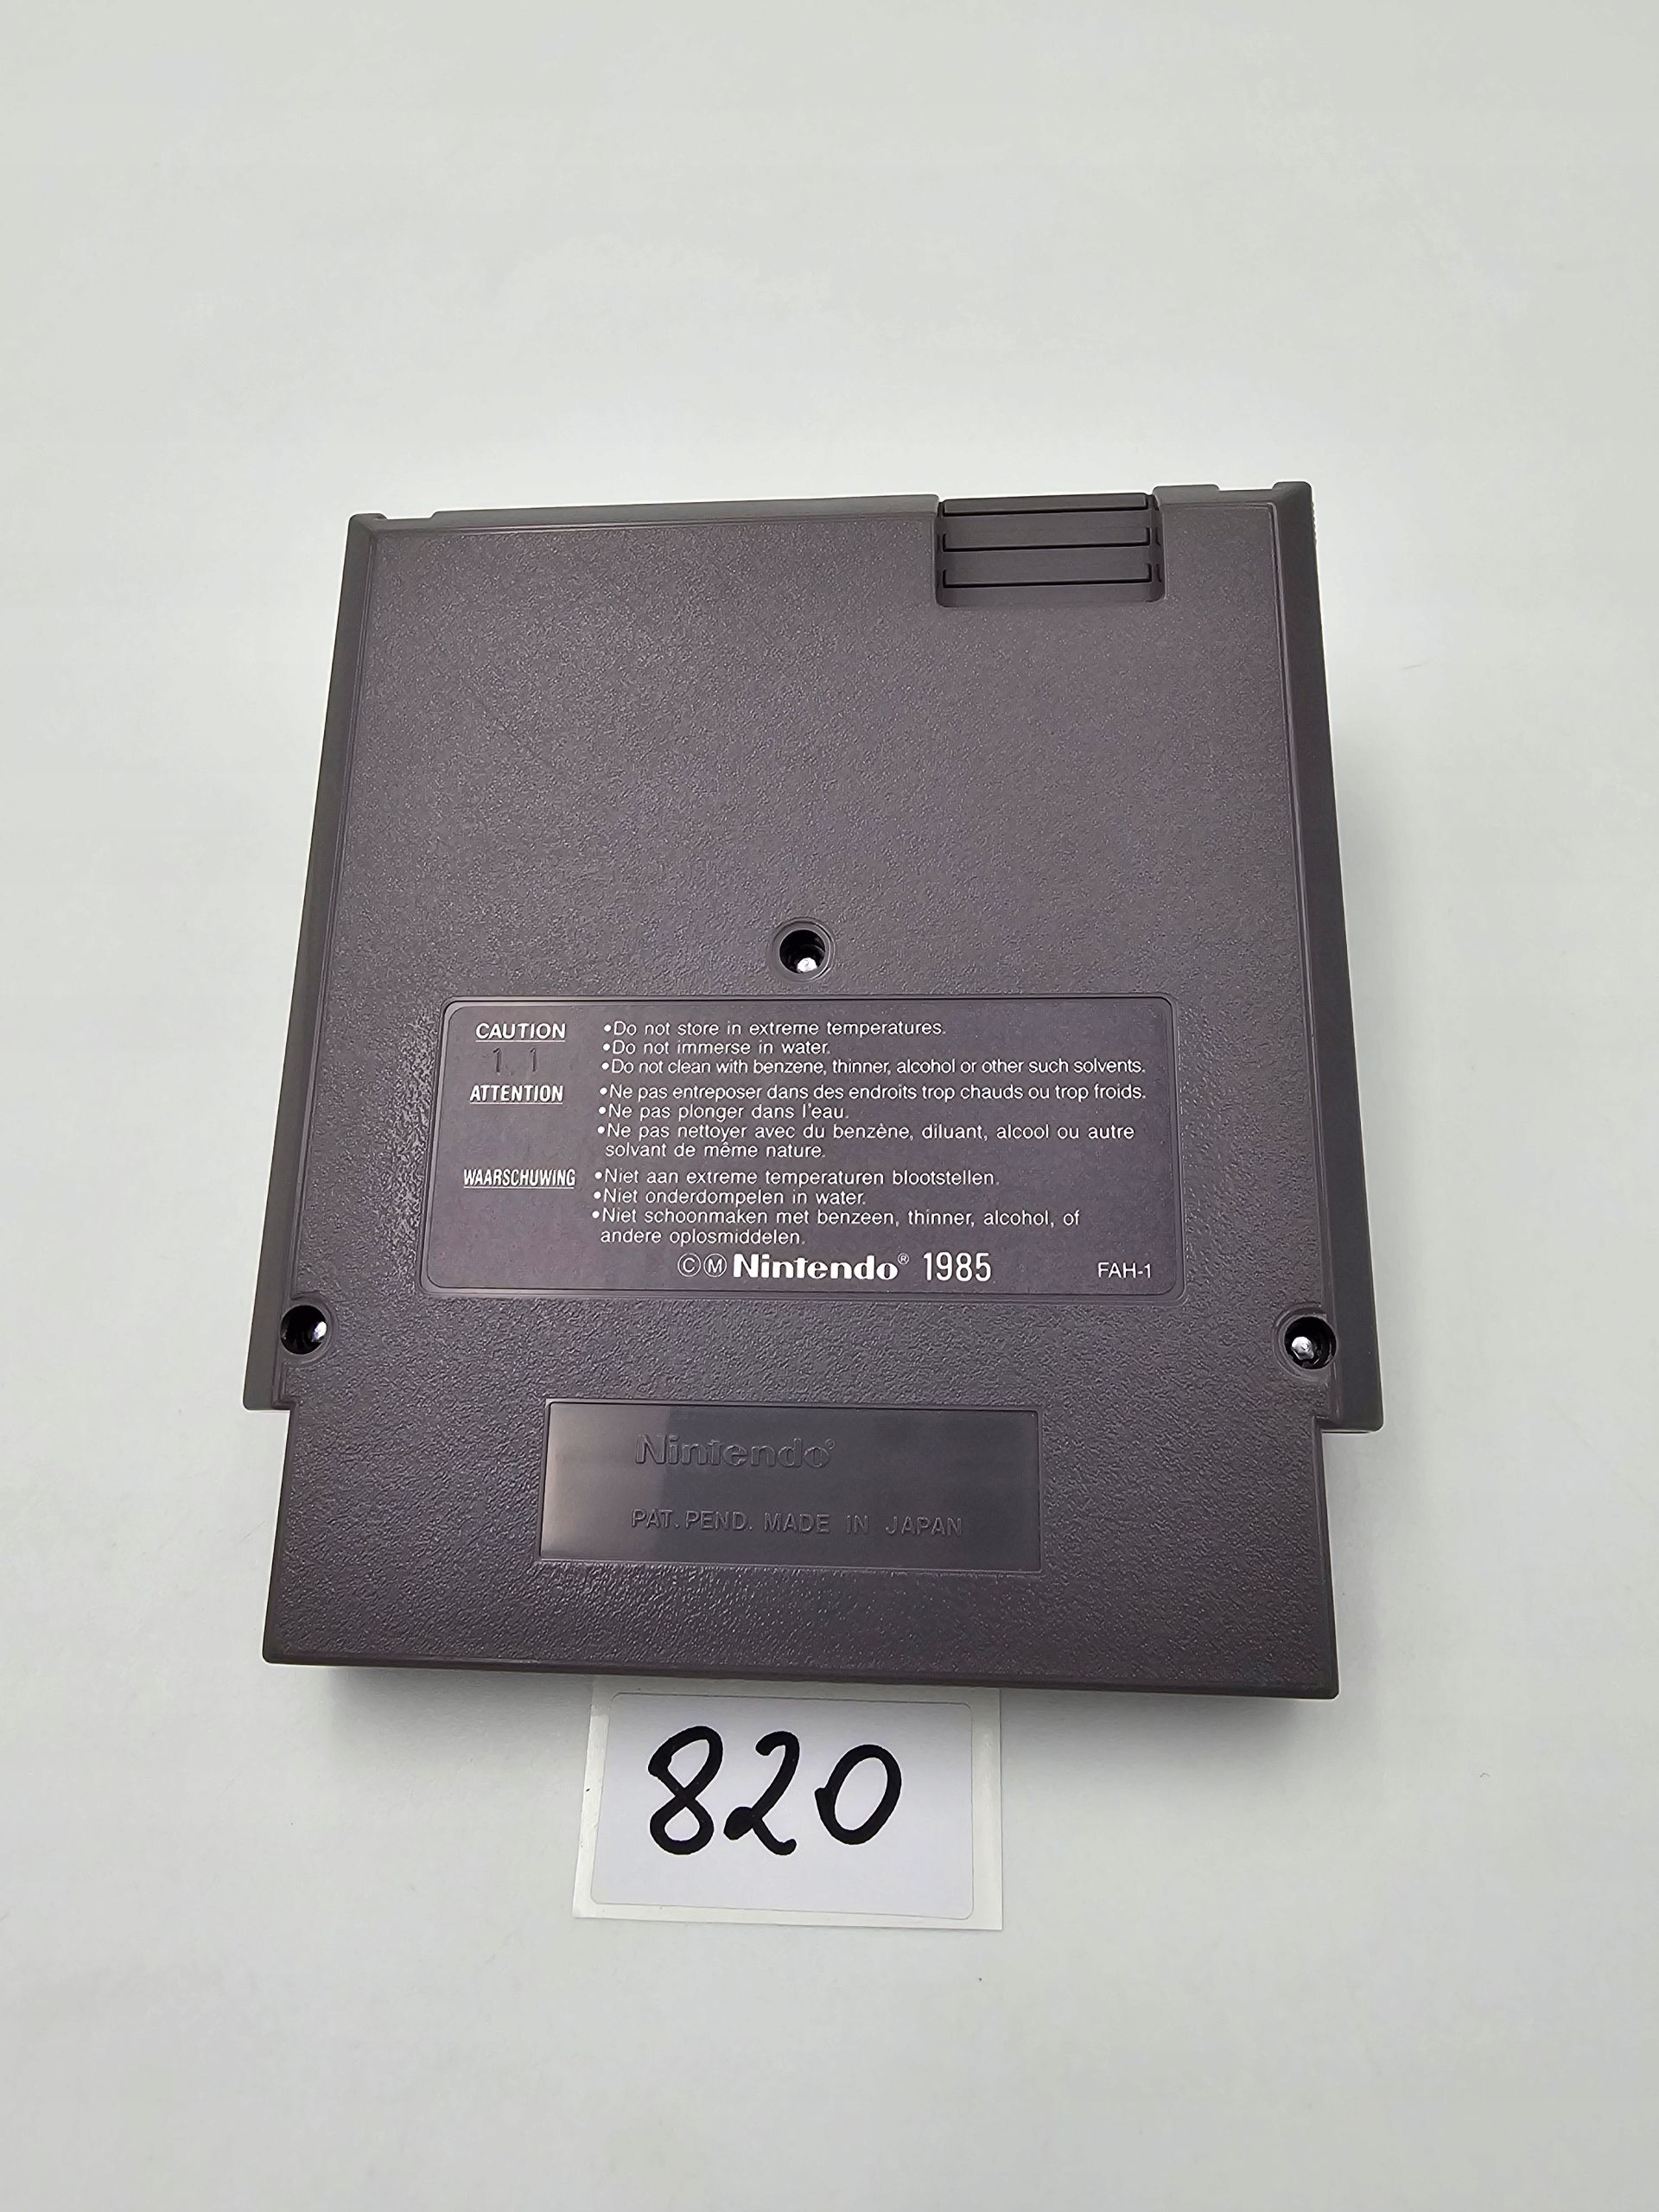 CAUTION •Do not store in extreme temperatures.
•Do not immerse in water.
1 1 •Do not clean with benzene, thinner, alcohol or other such solvents.
ATTENTION •Ne pas entreposer dans des endroits trop chauds ou trop froids.
•Ne pas plonger dans l'eau.
•Ne pas nettoyer avec du benzène, diluant, alcool ou autre
solvant de même nature.
WAARSCHUWING •Niet aan extreme temperaturen blootstellen.
•Niet onderdompelen in water.
•Niet schoonmaken met benzeen, thinner, alcohol, of
andere oplosmiddelen.
ⒸⓂ Nintendo® 1985 FAH-1
Nintendo®
PAT. PEND. MADE IN JAPAN
820